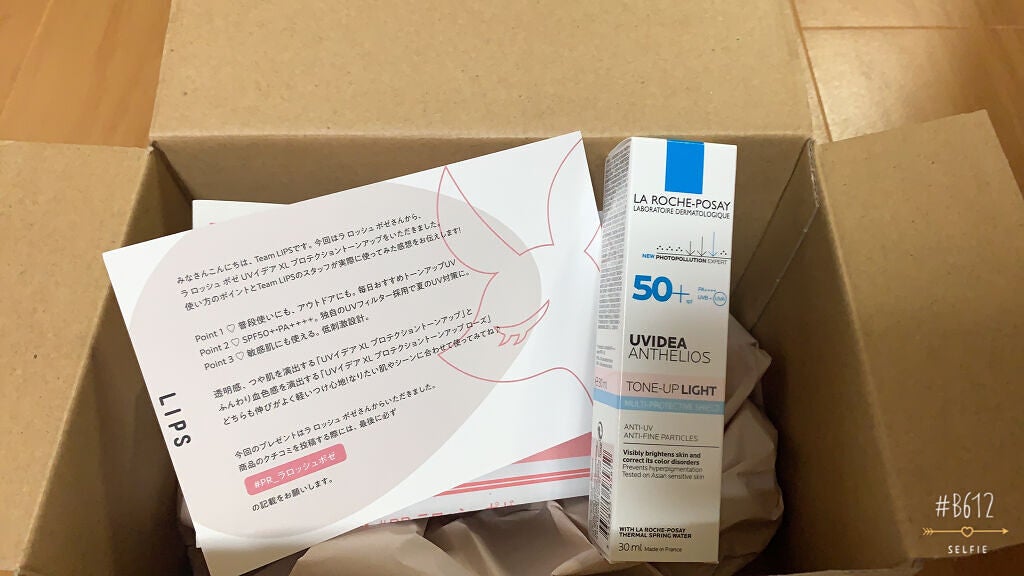 みなさんこんにちは、Team LIPSです。今回はラ ロッシュ ポゼさんから、
ラ ロッシュ ポゼ UVイデア XL プロテクショントーンアップをいただきました。
使い方のポイントとTeam LIPSのスタッフが実際に使ってみた感想をお伝えします!
Point 1 ♡ 普段使いにも、アウトドアにも。毎日おすすめトーンアップUV
Point 2 ♡ SPF50+・PA++++。独自のUVフィルター採用で夏のUV対策に。
Point 3 ♡ 敏感肌にも使える。低刺激設計。
透明感、つや肌を演出する「UVイデア XL プロテクショントーンアップ」と
ふんわり血色感を演出する「UVイデア XL プロテクショントーンアップ ローズ」
どちらも伸びがよく軽いつけ心地!なりたい肌やシーンに合わせて使ってみてね♡
今回のプレゼントはラ ロッシュ ポゼさんからいただきました。
商品のクチコミを投稿する際には、最後に必ず
#PR_ラロッシュポゼ
の記載をお願いします。
LIPS
LA ROCHE-POSAY
LABORATOIRE DERMATOLOGIQUE
NEW PHOTOPOLLUTION EXPERT
50+ spf
PA++++
UVB+UVA
UVIDEA
ANTHELIOS
TONE-UP LIGHT
MULTI-PROTECTIVE SHIELD
ANTI-UV
ANTI-FINE PARTICLES
Visibly brightens skin and
correct its color disorders
Prevents hyperpigmentation
Tested on Asian sensitive skin
WITH LA ROCHE-POSAY
THERMAL SPRING WATER
30 ml Made in France
#B612
SELFIE